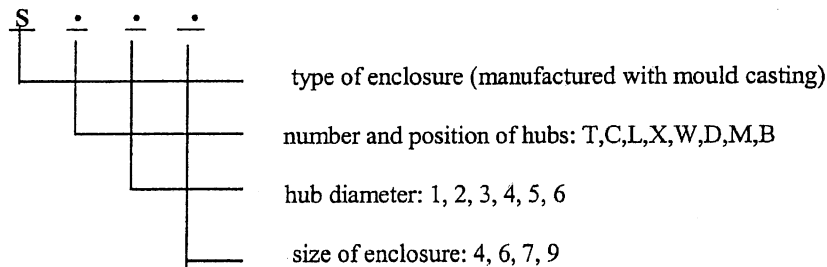 S . . .
type of enclosure (manufactured with mould casting)
number and position of hubs: T,C,L,X,W,D,M,B
hub diameter: 1, 2, 3, 4, 5, 6
size of enclosure: 4, 6, 7, 9